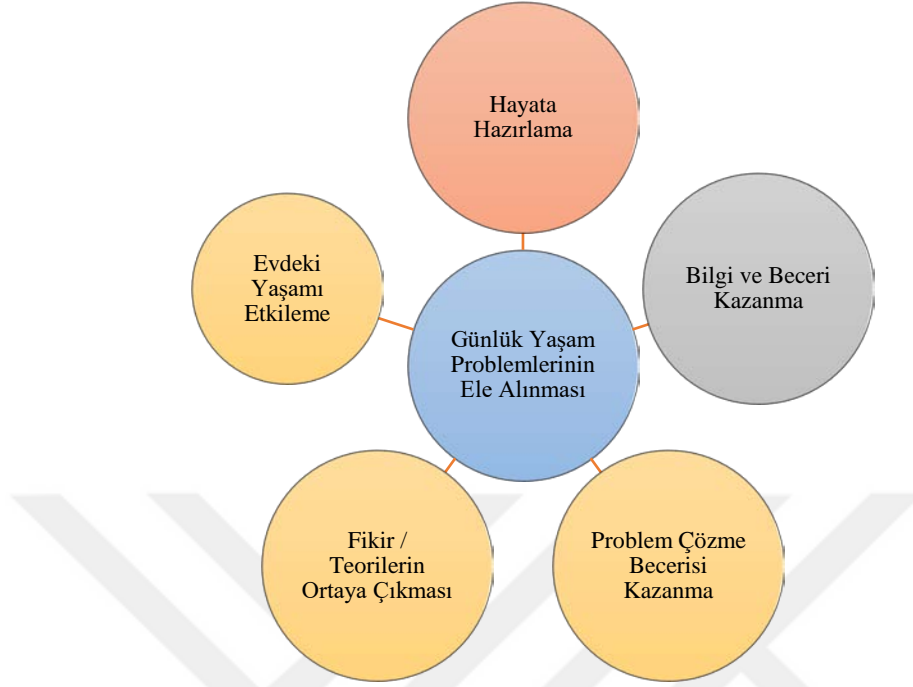 Hayata
Hazırlama
Bilgi ve Beceri
Kazanma
Evdeki
Yaşamı
Etkileme
Günlük Yaşam
Problemlerinin
Ele Alınması
Fikir /
Teorilerin
Ortaya Çıkması
Problem Çözme
Becerisi
Kazanma